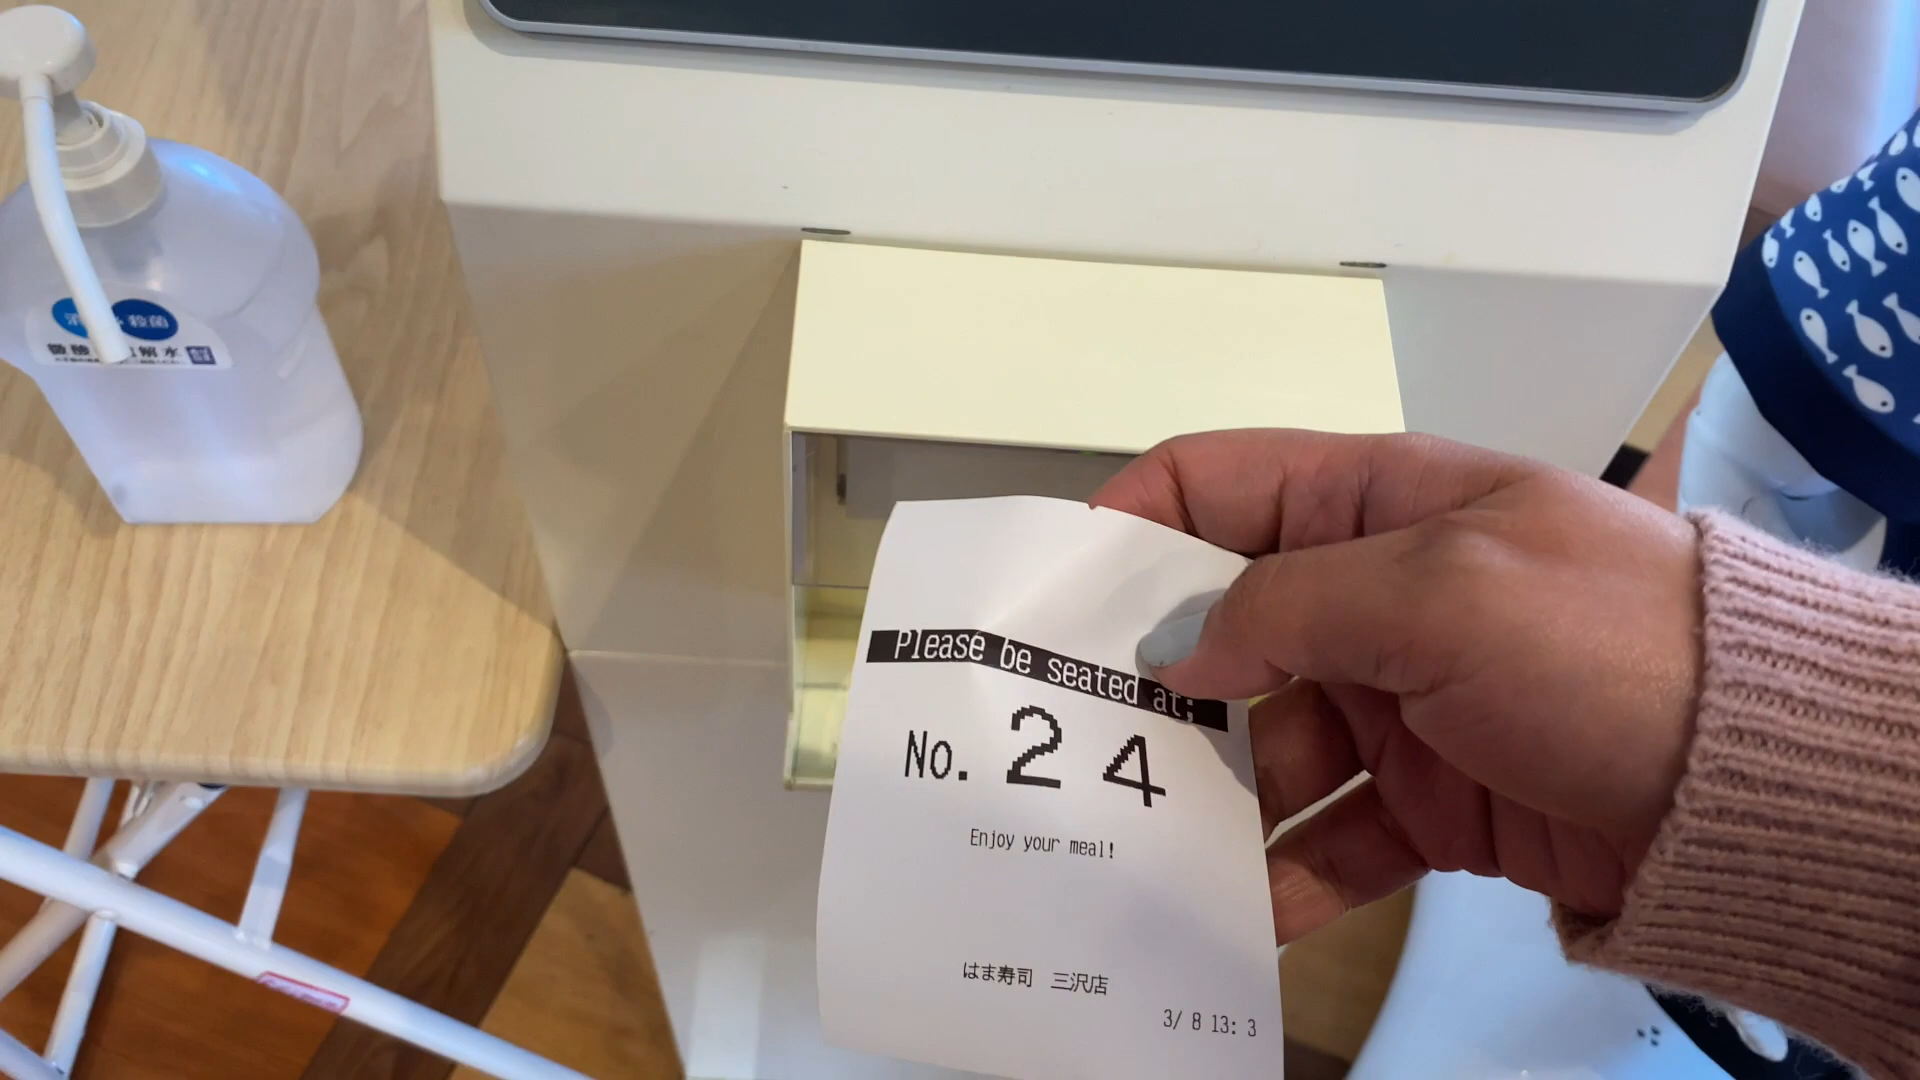 Please be seated at;
No. 24
Enjoy your meal!
はま寿司 三沢店
3/ 8 13: 3